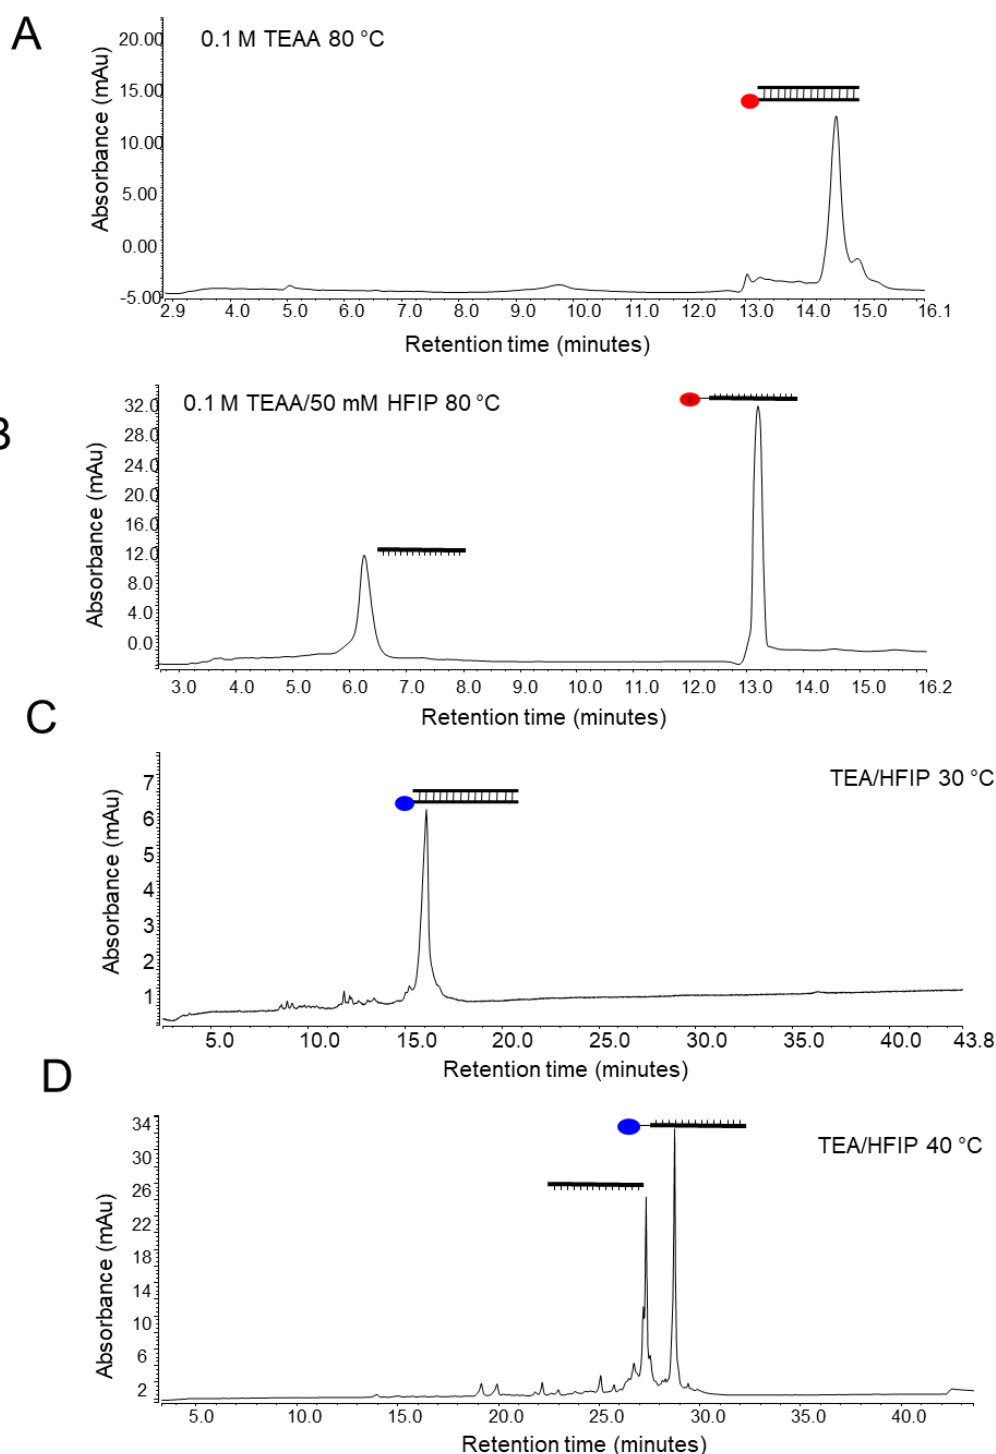 A
0.1 M TEAA 80 °C
Absorbance (mAu)
20.00
15.00
10.00
5.00
0.00
-5.00
2.9 4.0 5.0 6.0 7.0 8.0 9.0 10.0 11.0 12.0 13.0 14.0 15.0 16.1
Retention time (minutes)
B
0.1 M TEAA/50 mM HFIP 80 °C
Absorbance (mAu)
32.0
28.0
24.0
20.0
16.0
12.0
8.0
4.0
0.0
3.0 4.0 5.0 6.0 7.0 8.0 9.0 10.0 11.0 12.0 13.0 14.0 15.0 16.2
Retention time (minutes)
C
TEA/HFIP 30 °C
Absorbance (mAu)
7
6
5
4
3
2
1
5.0 10.0 15.0 20.0 25.0 30.0 35.0 40.0 43.8
Retention time (minutes)
D
TEA/HFIP 40 °C
Absorbance (mAu)
34
30
26
22
18
14
10
6
2
5.0 10.0 15.0 20.0 25.0 30.0 35.0 40.0
Retention time (minutes)